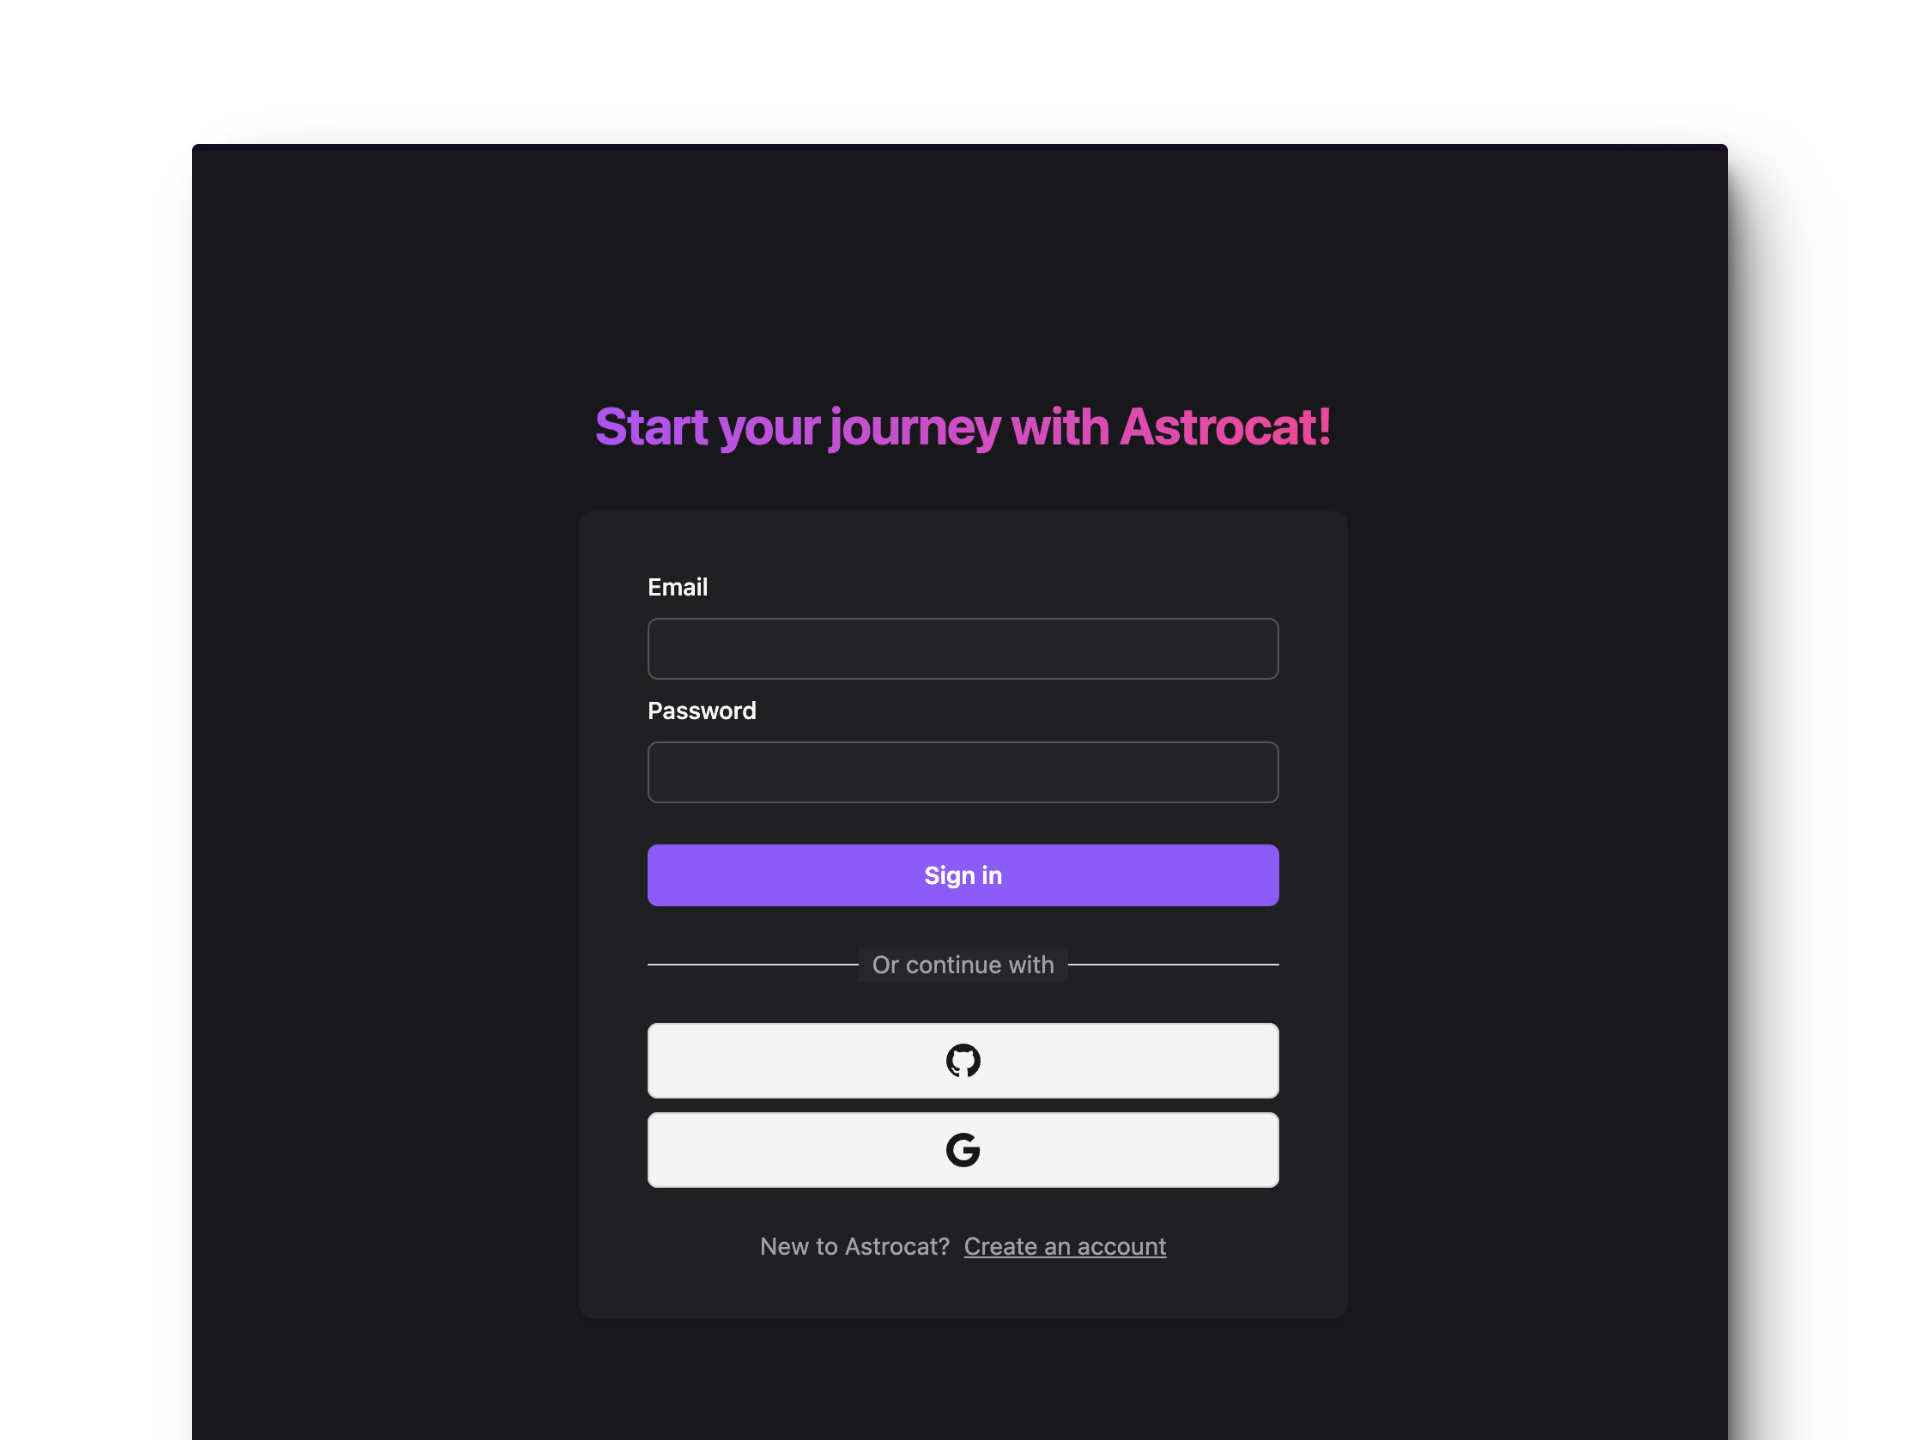 Start your journey with Astrocat!
Email
Password
Sign in
Or continue with
New to Astrocat? Create an account